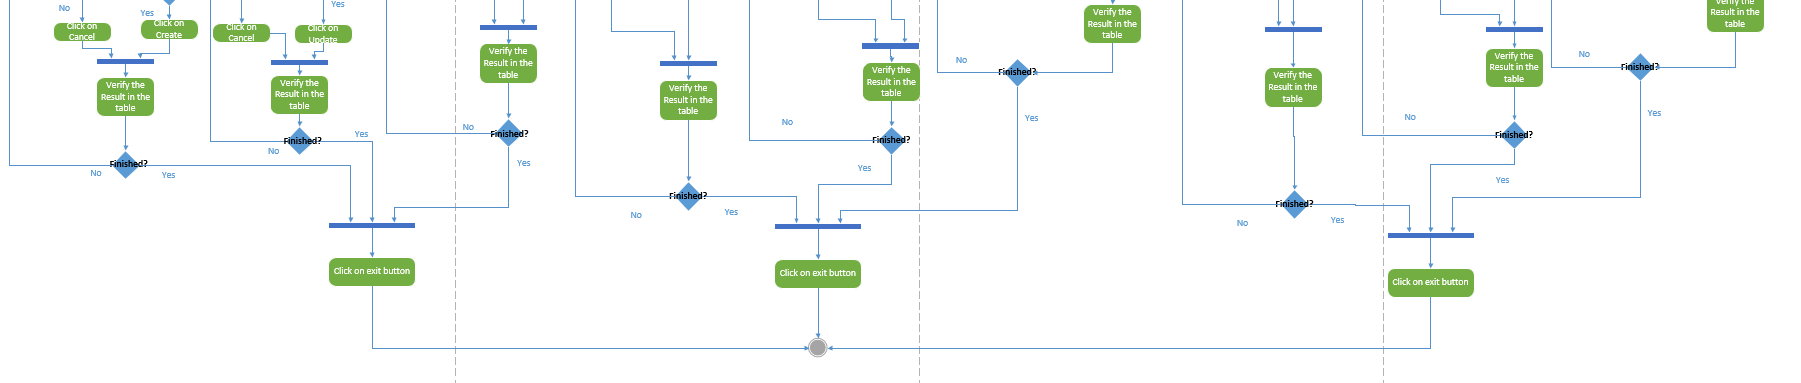 No
Yes
Click on
Cancel
Click on
Create
Verify the
Result in the
table
Finished?
No
Yes
Click on
Cancel
Yes
Click on
Update
Verify the
Result in the
table
Finished?
No
Yes
Verify the
Result in the
table
Finished?
No
Yes
Click on exit button
Verify the
Result in the
table
Finished?
No
Yes
Verify the
Result in the
table
Finished?
No
Yes
Verify the
Result in the
table
Finished?
No
Yes
Click on exit button
Verify the
Result in the
table
Finished?
No
Yes
Verify the
Result in the
table
Finished?
No
Yes
Verify the
Result in the
table
Finished?
No
Yes
Click on exit button